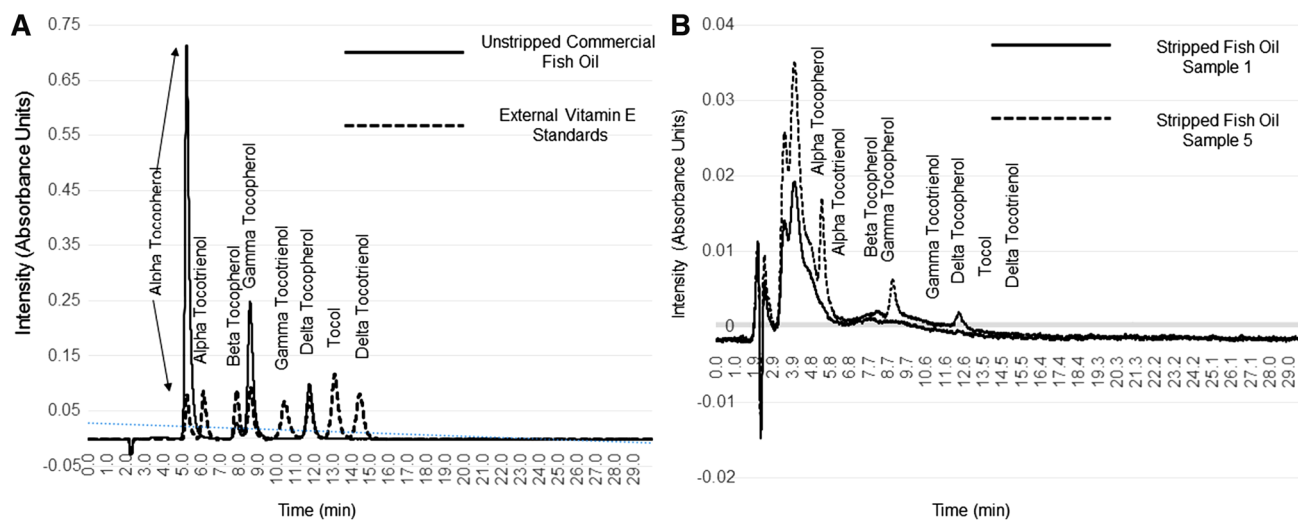 A
0.75
0.65
0.55
0.45
0.35
0.25
0.15
0.05
-0.05
Intensity (Absorbance Units)
Unstripped Commercial
Fish Oil
External Vitamin E
Standards
Alpha Tocopherol
Alpha Tocotrienol
Beta Tocopherol
Gamma Tocopherol
Gamma Tocotrienol
Delta Tocopherol
Tocol
Delta Tocotrienol
0.0 1.0 2.0 3.0 4.0 5.0 6.0 7.0 8.0 9.0 10.0 11.0 12.0 13.0 14.0 15.0 16.0 17.0 18.0 19.0 20.0 21.0 22.0 23.0 24.0 25.0 26.0 27.0 28.0 29.0
Time (min)
B
0.04
0.03
0.02
0.01
0
-0.01
-0.02
Intensity (Absorbance Units)
Stripped Fish Oil
Sample 1
Stripped Fish Oil
Sample 5
Alpha Tocopherol
Alpha Tocotrienol
Beta Tocopherol
Gamma Tocopherol
Gamma Tocotrienol
Delta Tocopherol
Tocol
Delta Tocotrienol
0.0 1.0 2.9 3.9 4.8 5.8 6.8 7.7 8.7 9.7 10.6 11.6 12.6 13.5 14.5 15.5 16.4 17.4 18.4 19.3 20.3 21.3 22.2 23.2 24.2 25.1 26.1 27.1 28.0 29.0
Time (min)